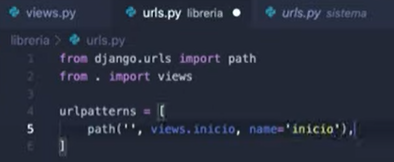 views.py urls.py libreria urls.py sistema
libreria > urls.py
1 from django.urls import path
2 from . import views
3
4 urlpatterns = [
5 path('', views.inicio, name='inicio'),
6 ]